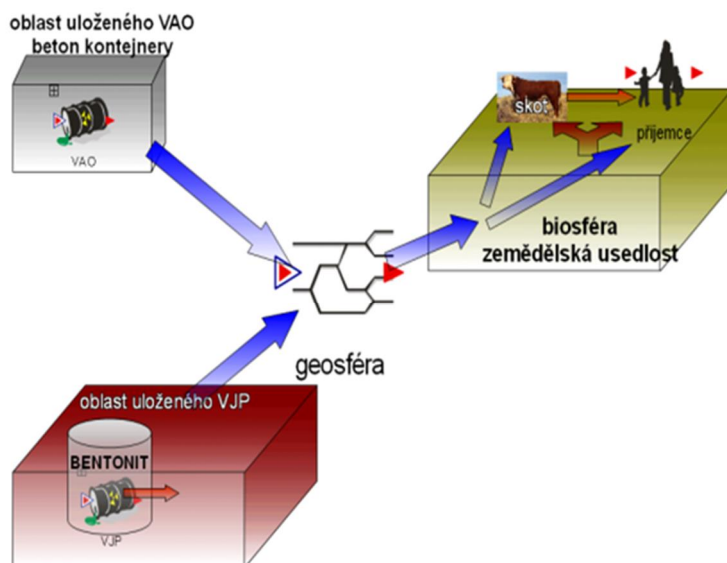 oblast uloženého VAO
beton kontejnery
VAO
skot
příjemce
biosféra
zemědělská usedlost
geosféra
oblast uloženého VJP
BENTONIT
VJP